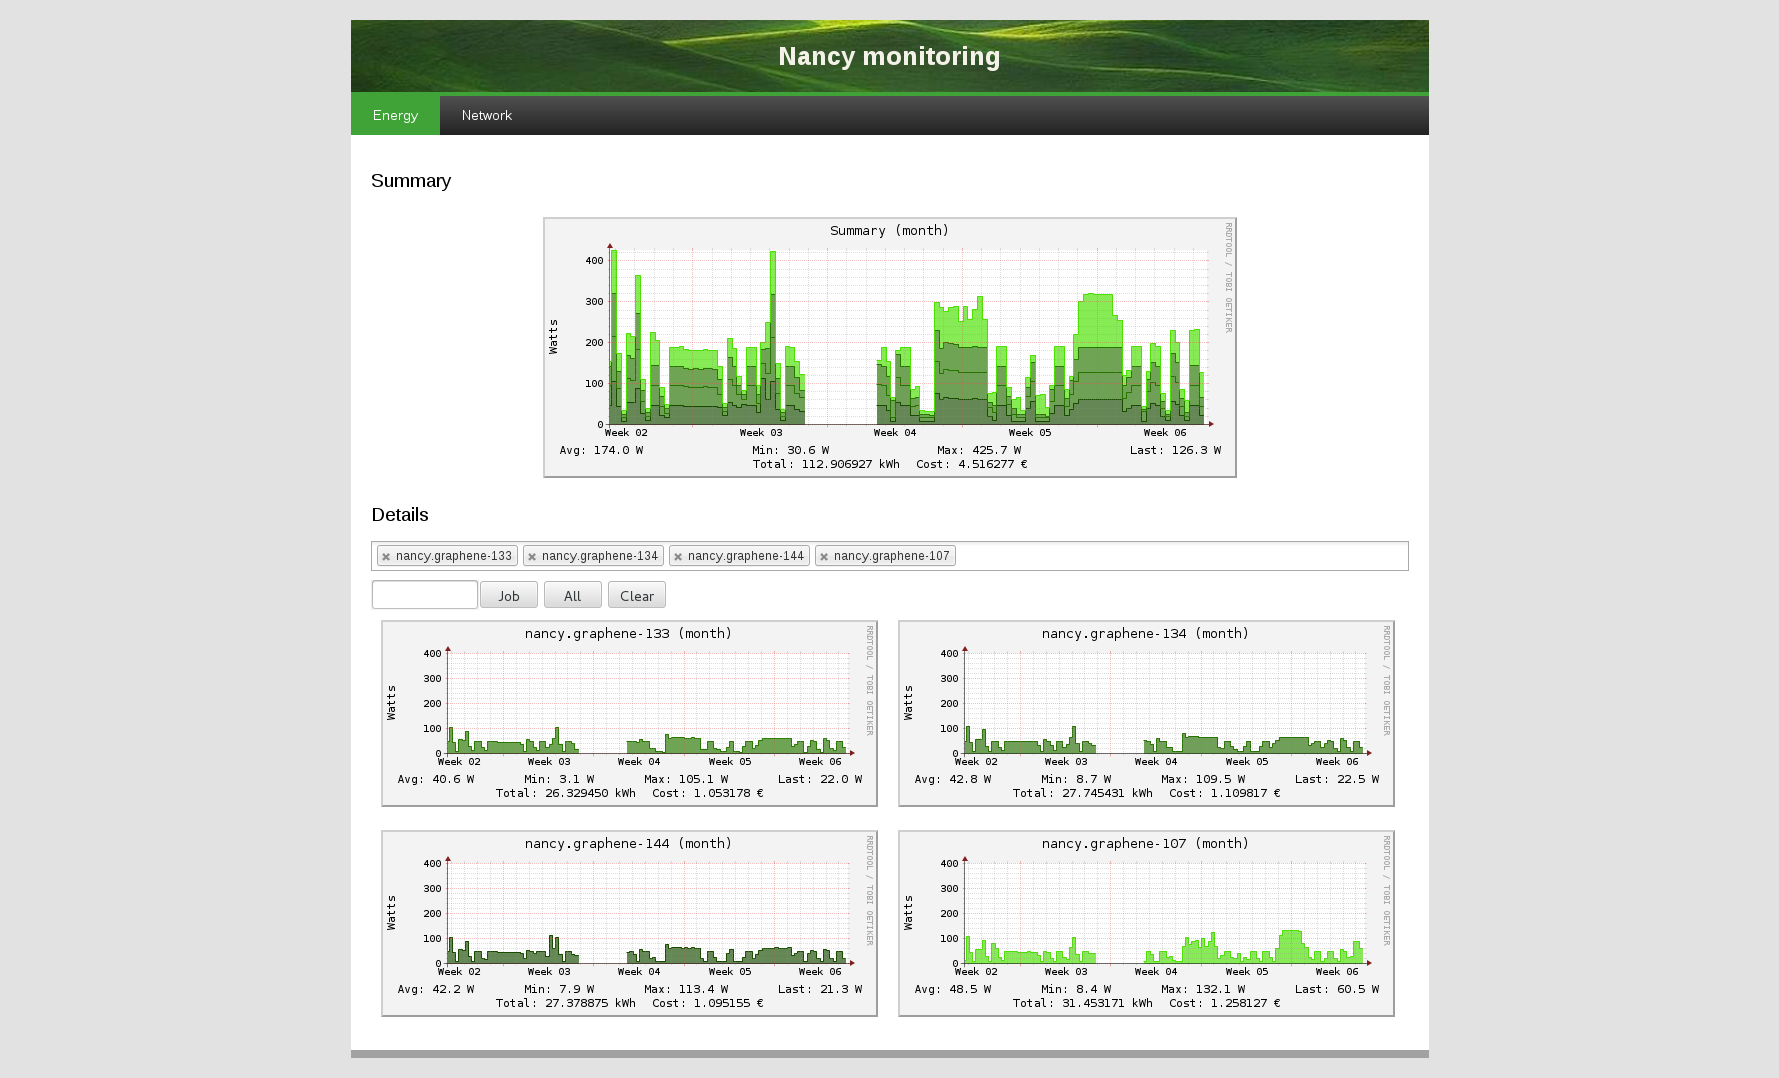 Nancy monitoring
Energy Network
Summary
Summary (month)
RRDTOOL / TOBI OETIKER
Watts
400
300
200
100
0
Week 02 Week 03 Week 04 Week 05 Week 06
Avg: 174.0 W Min: 30.6 W Max: 425.7 W Last: 126.3 W
Total: 112.906927 kWh Cost: 4.516277 €
Details
nancy.graphene-133 nancy.graphene-134 nancy.graphene-144 nancy.graphene-107
Job All Clear
nancy.graphene-133 (month)
RRDTOOL / TOBI OETIKER
Watts
400
300
200
100
0
Week 02 Week 03 Week 04 Week 05 Week 06
Avg: 40.6 W Min: 3.1 W Max: 105.1 W Last: 22.0 W
Total: 26.329450 kWh Cost: 1.053178 €
nancy.graphene-134 (month)
RRDTOOL / TOBI OETIKER
Watts
400
300
200
100
0
Week 02 Week 03 Week 04 Week 05 Week 06
Avg: 42.8 W Min: 8.7 W Max: 109.5 W Last: 22.5 W
Total: 27.745431 kWh Cost: 1.109817 €
nancy.graphene-144 (month)
RRDTOOL / TOBI OETIKER
Watts
400
300
200
100
0
Week 02 Week 03 Week 04 Week 05 Week 06
Avg: 42.2 W Min: 7.9 W Max: 113.4 W Last: 21.3 W
Total: 27.378875 kWh Cost: 1.095155 €
nancy.graphene-107 (month)
RRDTOOL / TOBI OETIKER
Watts
400
300
200
100
0
Week 02 Week 03 Week 04 Week 05 Week 06
Avg: 48.5 W Min: 8.4 W Max: 132.1 W Last: 60.5 W
Total: 31.453171 kWh Cost: 1.258127 €